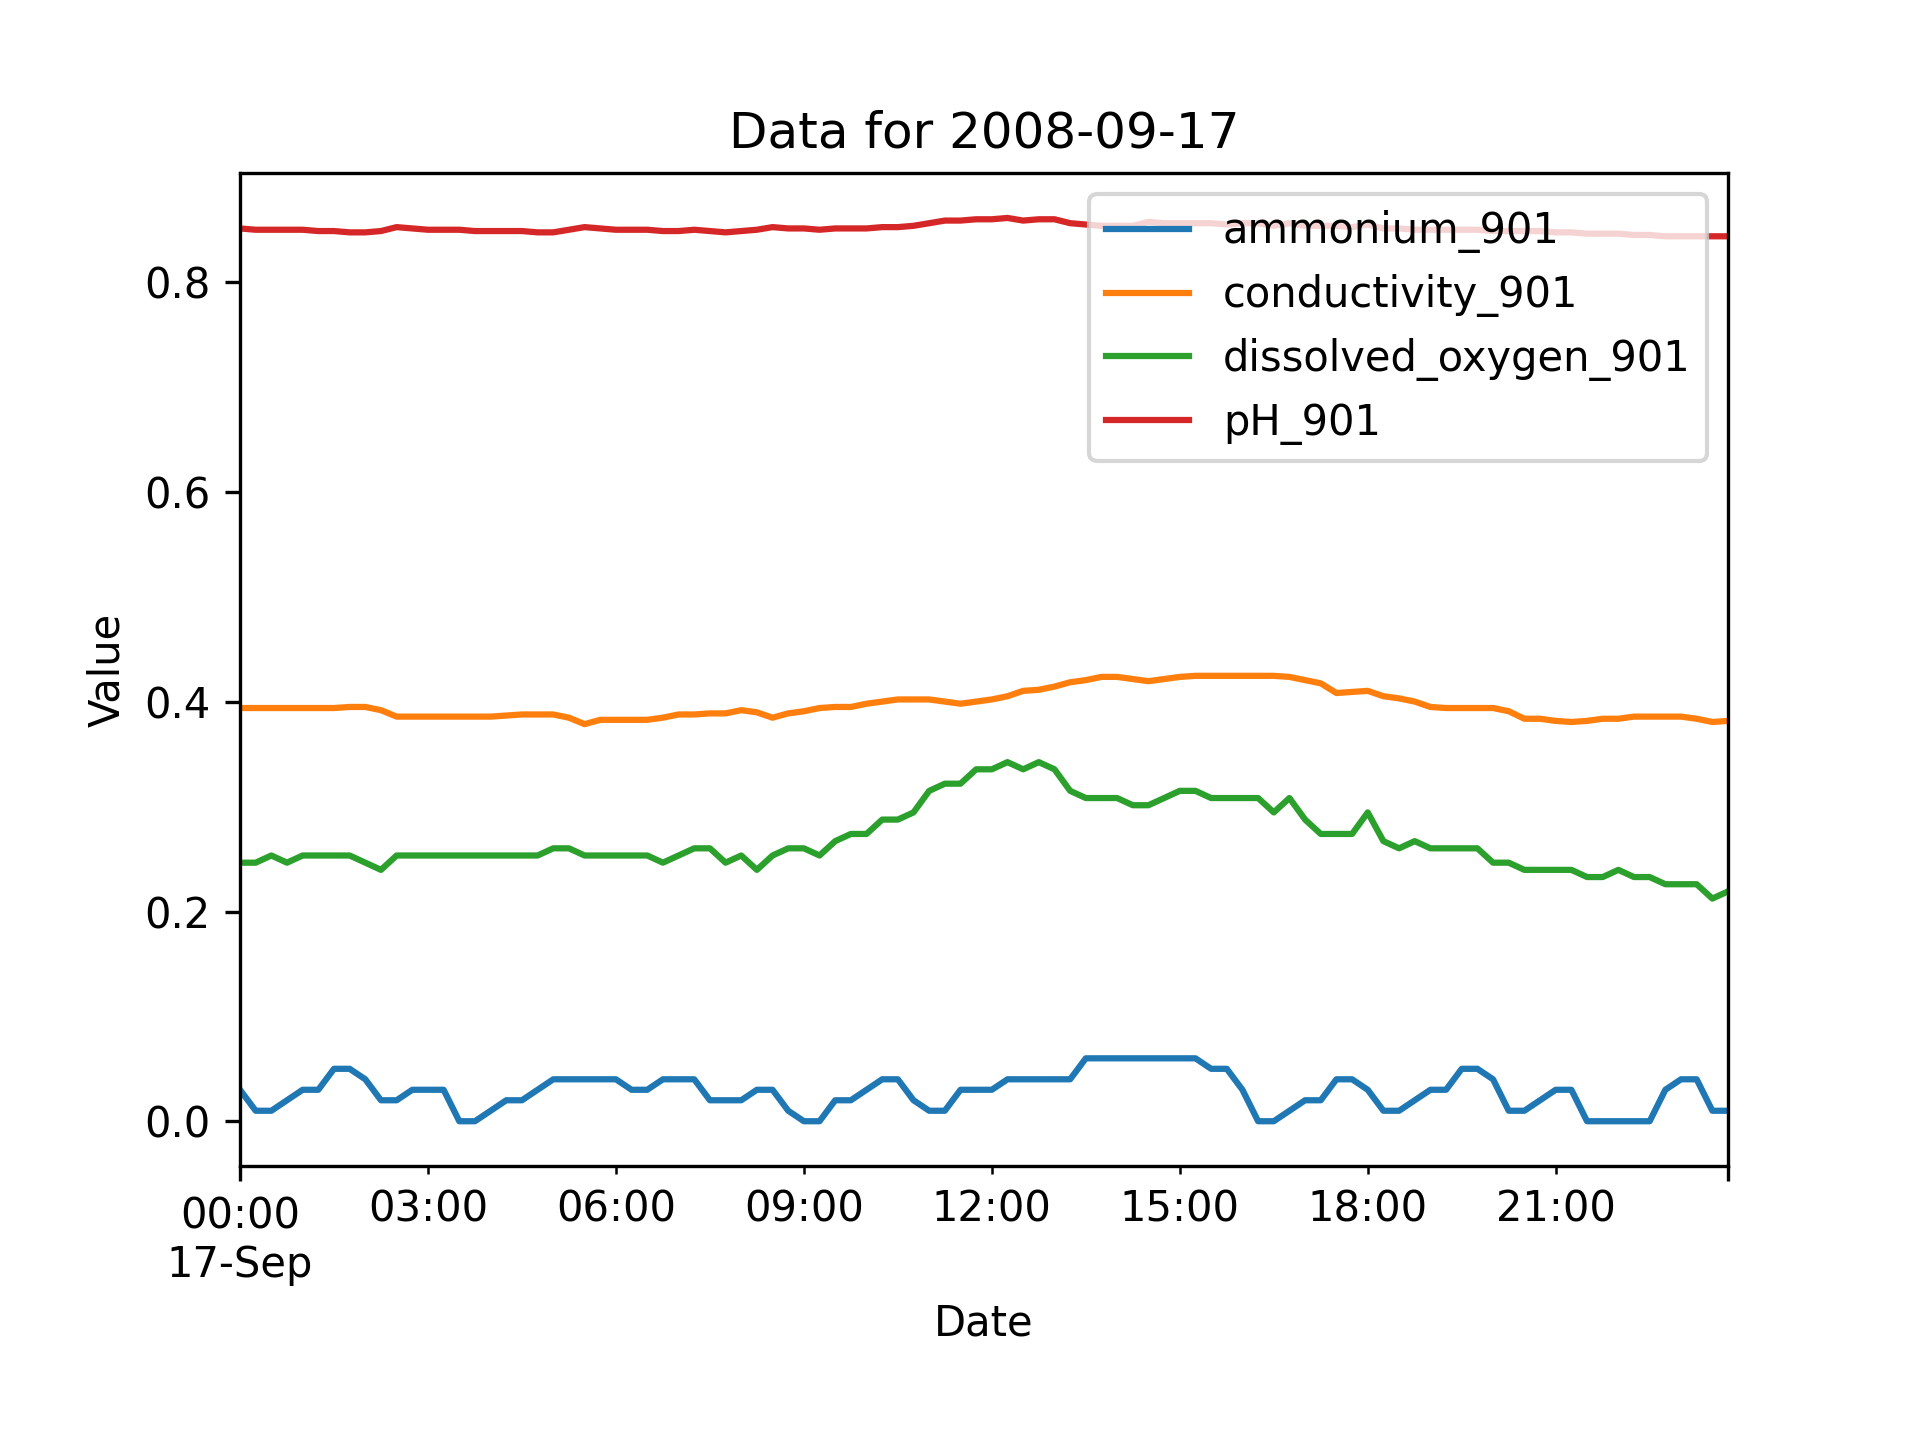 Data for 2008-09-17
ammonium_901
conductivity_901
dissolved_oxygen_901
pH_901
Value
0.8
0.6
0.4
0.2
0.0
00:00 03:00 06:00 09:00 12:00 15:00 18:00 21:00
17-Sep
Date